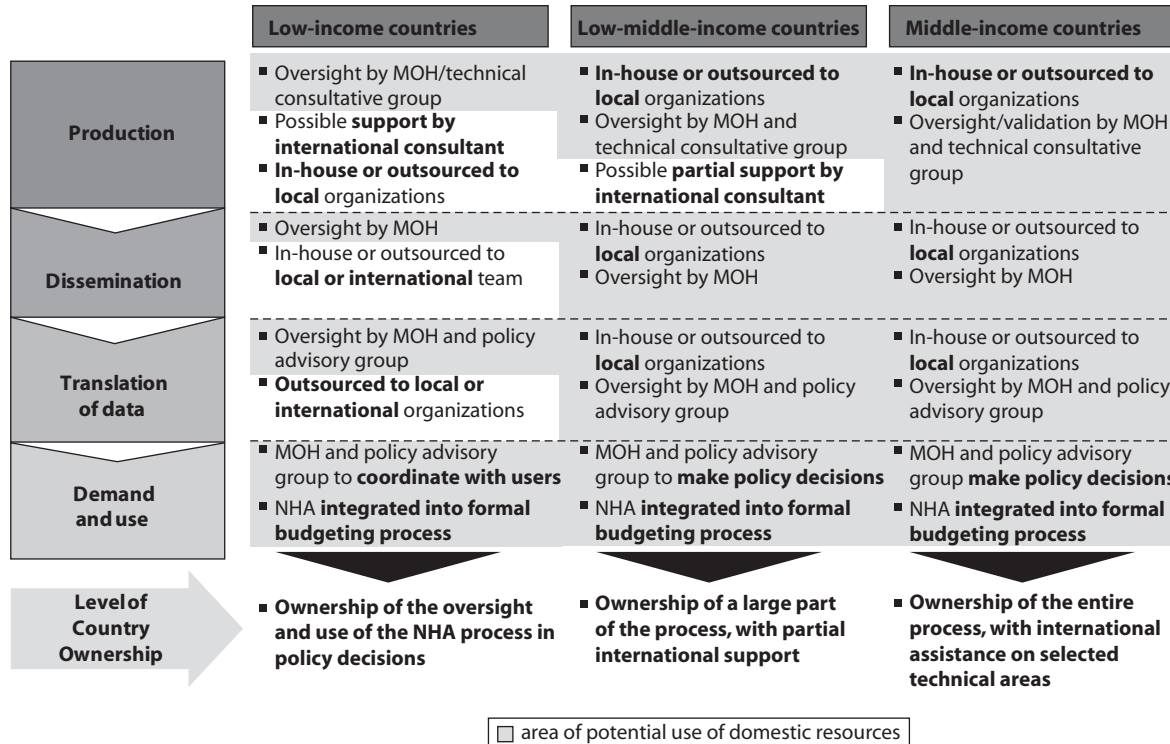 Low-income countries
Low-middle-income countries
Middle-income countries
Production
▪ Oversight by MOH/technical
consultative group
▪ Possible support by
international consultant
▪ In-house or outsourced to
local organizations
▪ In-house or outsourced to
local organizations
▪ Oversight by MOH and
technical consultative group
▪ Possible partial support by
international consultant
▪ In-house or outsourced to
local organizations
▪ Oversight/validation by MOH
and technical consultative
group
Dissemination
▪ Oversight by MOH
▪ In-house or outsourced to
local or international team
▪ In-house or outsourced to
local organizations
▪ Oversight by MOH
▪ In-house or outsourced to
local organizations
▪ Oversight by MOH
Translation
of data
▪ Oversight by MOH and policy
advisory group
▪ Outsourced to local or
international organizations
▪ In-house or outsourced to
local organizations
▪ Oversight by MOH and policy
advisory group
▪ In-house or outsourced to
local organizations
▪ Oversight by MOH and policy
advisory group
Demand
and use
▪ MOH and policy advisory
group to coordinate with users
▪ NHA integrated into formal
budgeting process
▪ MOH and policy advisory
group to make policy decisions
▪ NHA integrated into formal
budgeting process
▪ MOH and policy advisory
group make policy decisions
▪ NHA integrated into formal
budgeting process
Level of
Country
Ownership
▪ Ownership of the oversight
and use of the NHA process in
policy decisions
▪ Ownership of a large part
of the process, with partial
international support
▪ Ownership of the entire
process, with international
assistance on selected
technical areas
area of potential use of domestic resources